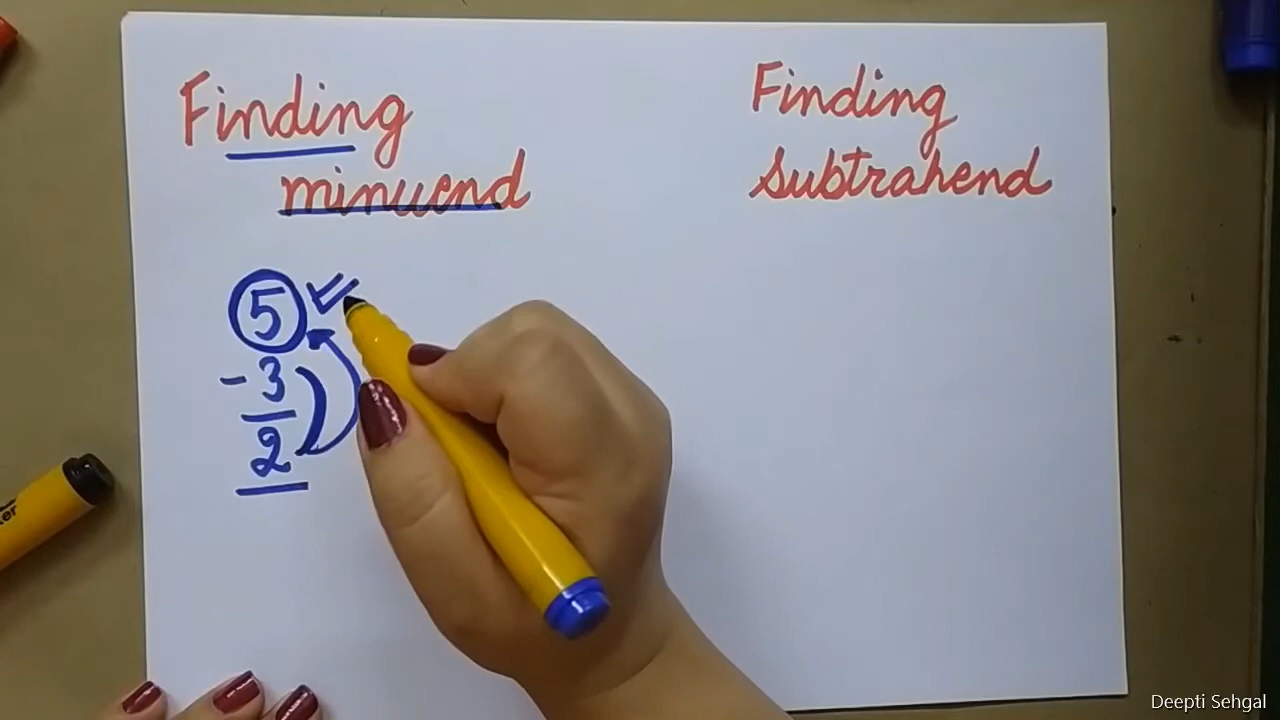 Finding
minuend
5
- 3
2
Finding
Subtrahend
Deepti Sehgal